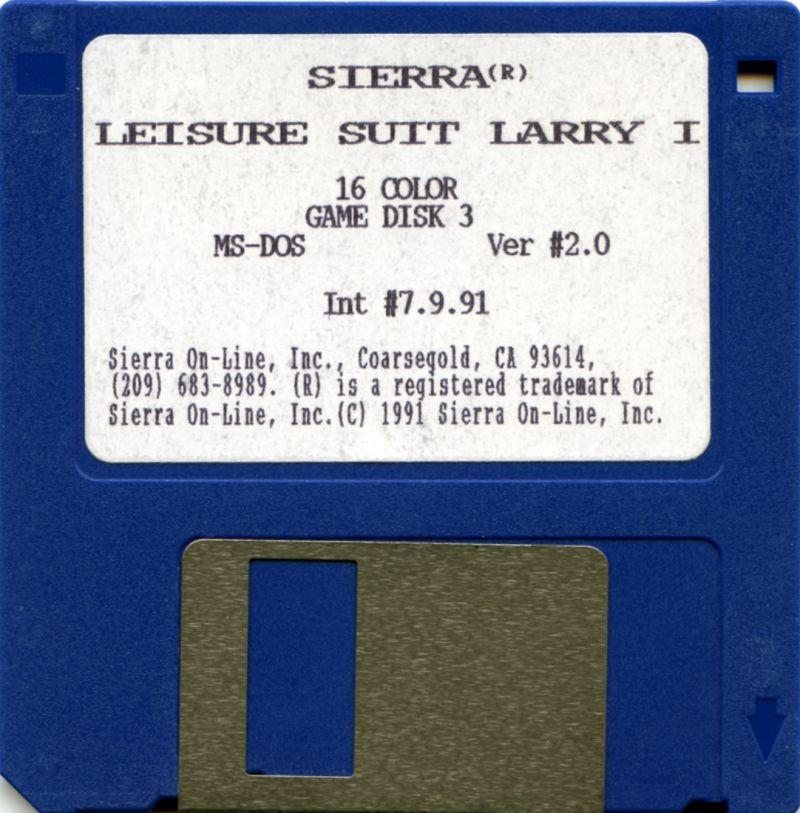 SIERRA(R)
LEISURE SUIT LARRY I
16 COLOR
GAME DISK 3
MS-DOS Ver #2.0
Int #7.9.91
Sierra On-Line, Inc., Coarsegold, CA 93614,
(209) 683-8989. (R) is a registered trademark of
Sierra On-Line, Inc.(C) 1991 Sierra On-Line, Inc.